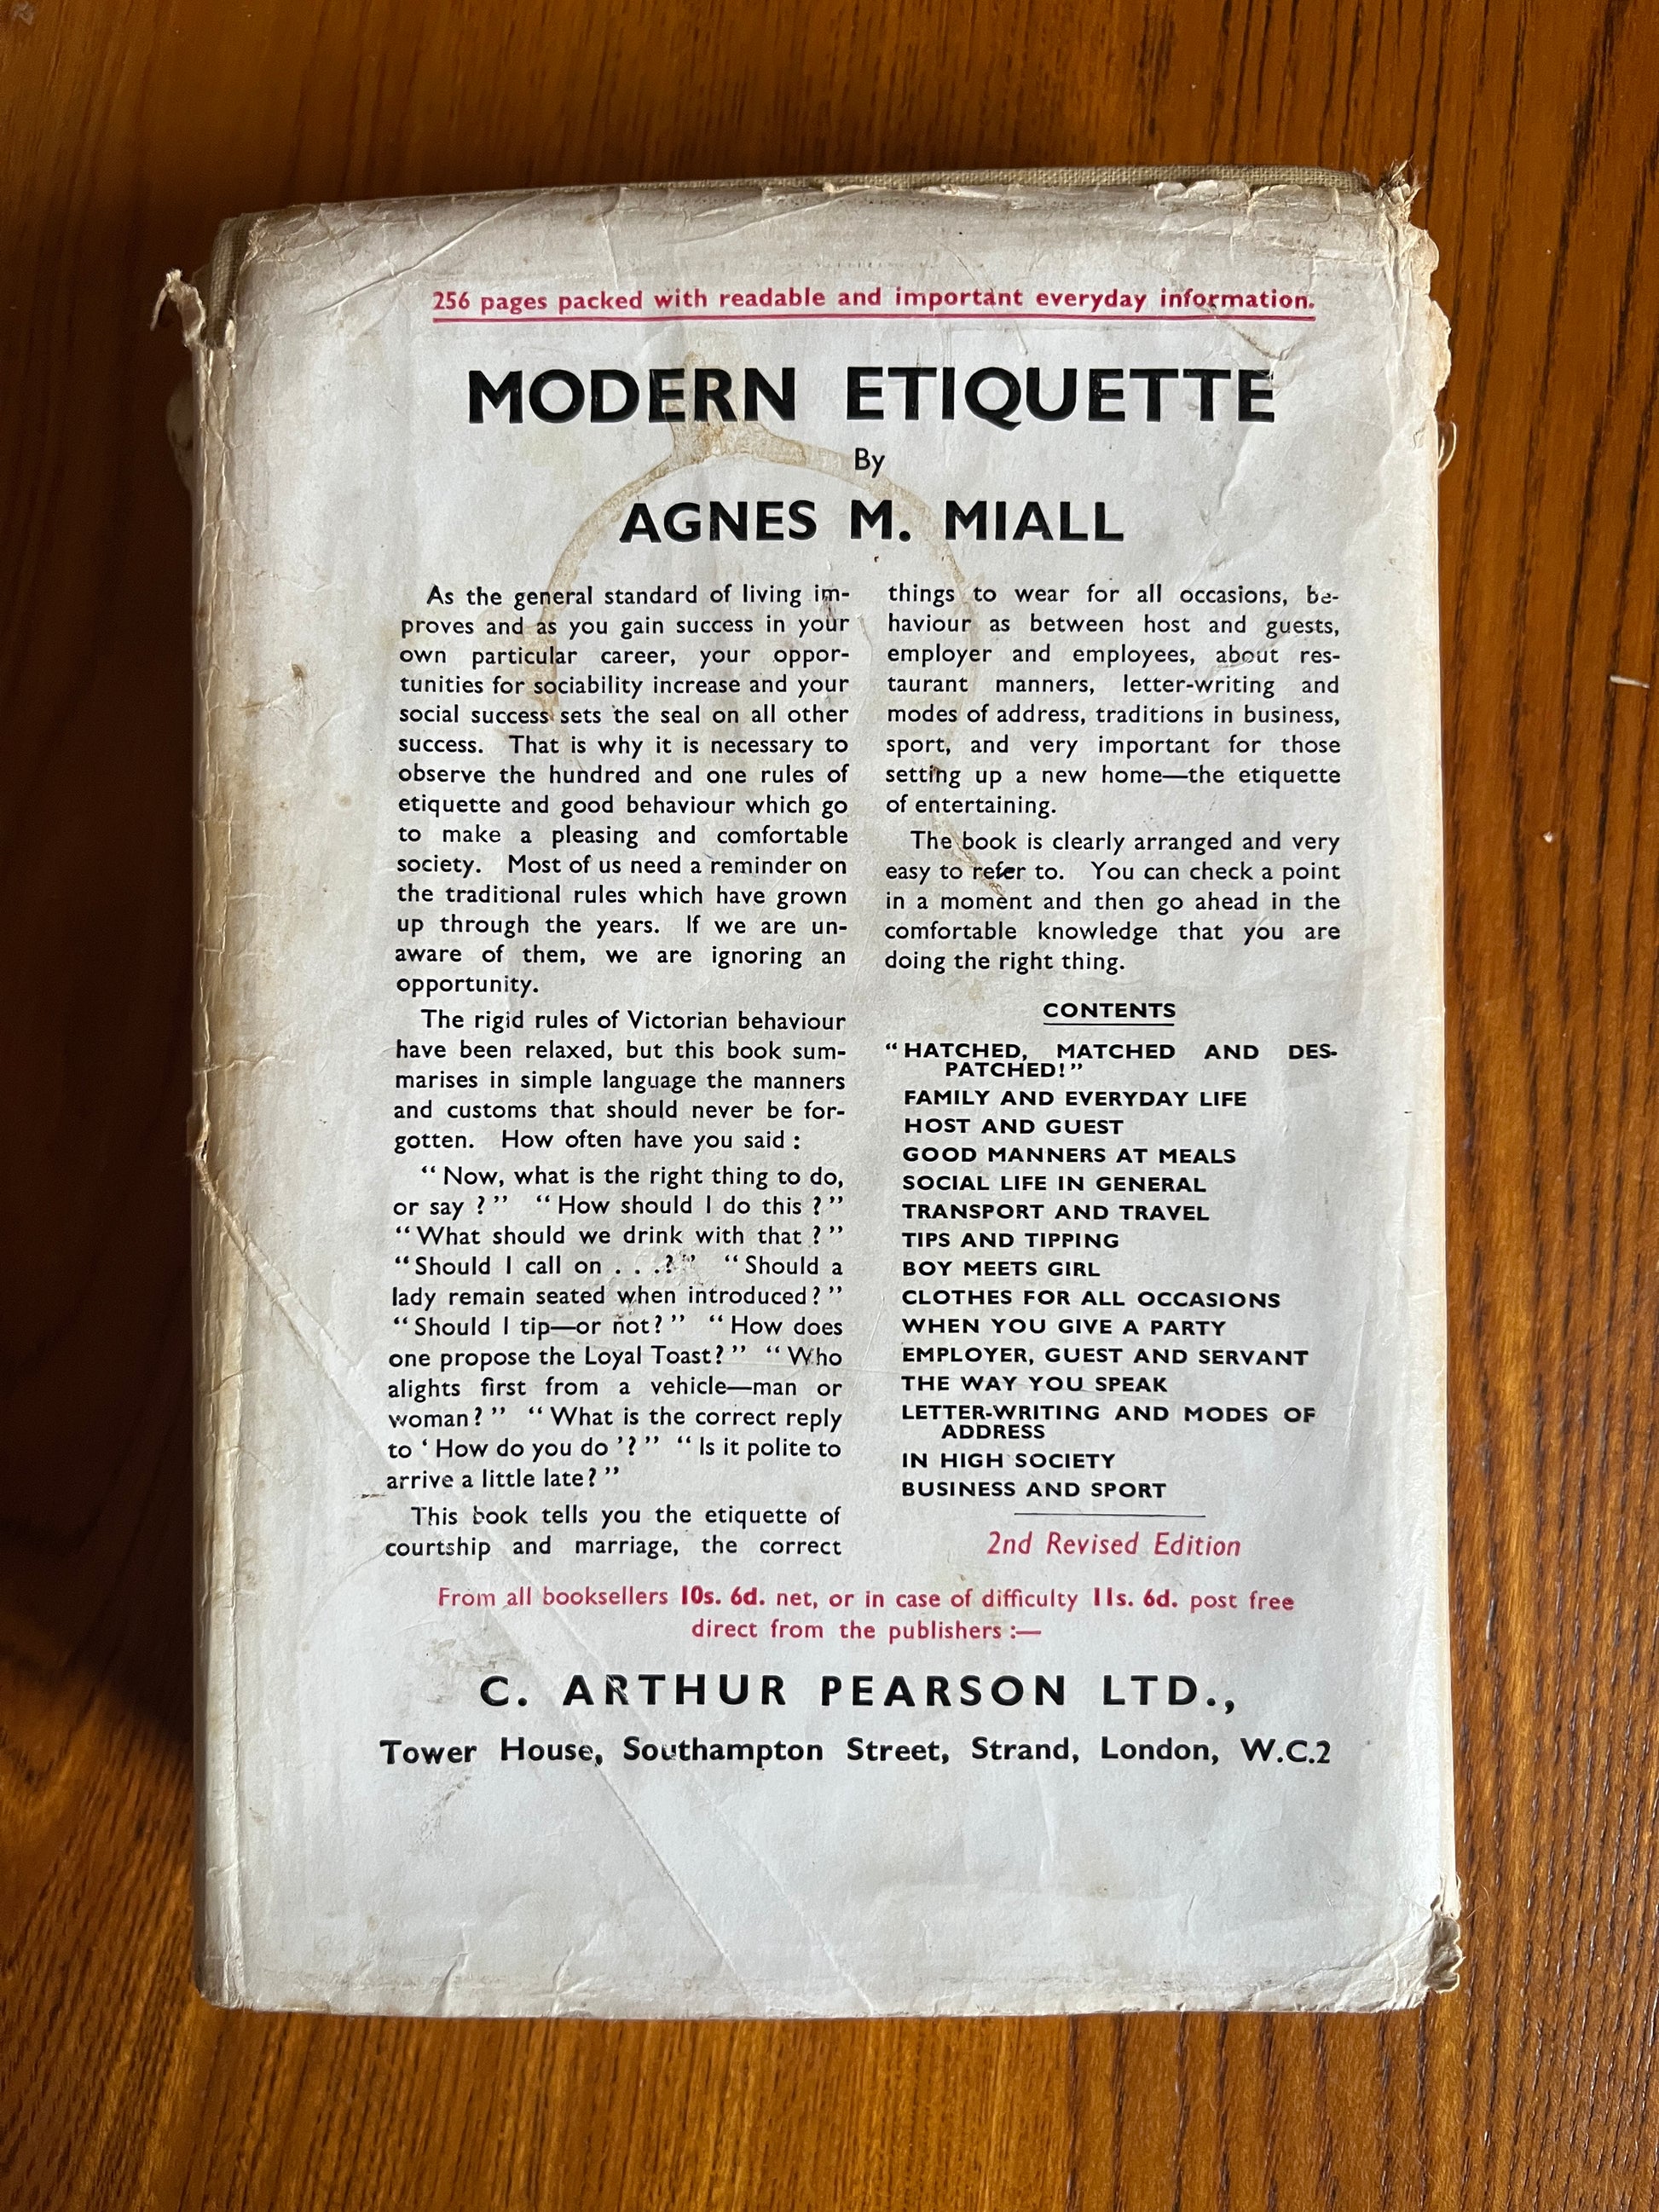 256 pages packed with readable and important everyday information.
MODERN ETIQUETTE
By
AGNES M. MIALL
As the general standard of living im-
proves and as you gain success in your
own particular career, your oppor-
tunities for sociability increase and your
social success sets the seal on all other
success. That is why it is necessary to
observe the hundred and one rules of
etiquette and good behaviour which go
to make a pleasing and comfortable
society. Most of us need a reminder on
the traditional rules which have grown
up through the years. If we are un-
aware of them, we are ignoring an
opportunity.
The rigid rules of Victorian behaviour
have been relaxed, but this book sum-
marises in simple language the manners
and customs that should never be for-
gotten. How often have you said :
“ Now, what is the right thing to do,
or say ? ” “ How should I do this ? ”
“ What should we drink with that ? ”
“ Should I call on . . .? ” “ Should a
lady remain seated when introduced ? ”
“ Should I tip—or not? ” “ How does
one propose the Loyal Toast? ” “ Who
alights first from a vehicle—man or
woman? ” “ What is the correct reply
to ‘ How do you do ’? ” “ Is it polite to
arrive a little late? ”
This book tells you the etiquette of
courtship and marriage, the correct
things to wear for all occasions, be-
haviour as between host and guests,
employer and employees, about res-
taurant manners, letter-writing and
modes of address, traditions in business,
sport, and very important for those
setting up a new home—the etiquette
of entertaining.
The book is clearly arranged and very
easy to refer to. You can check a point
in a moment and then go ahead in the
comfortable knowledge that you are
doing the right thing.
CONTENTS
“ HATCHED, MATCHED AND DES-
PATCHED! ”
FAMILY AND EVERYDAY LIFE
HOST AND GUEST
GOOD MANNERS AT MEALS
SOCIAL LIFE IN GENERAL
TRANSPORT AND TRAVEL
TIPS AND TIPPING
BOY MEETS GIRL
CLOTHES FOR ALL OCCASIONS
WHEN YOU GIVE A PARTY
EMPLOYER, GUEST AND SERVANT
THE WAY YOU SPEAK
LETTER-WRITING AND MODES OF
ADDRESS
IN HIGH SOCIETY
BUSINESS AND SPORT
2nd Revised Edition
From all booksellers 10s. 6d. net, or in case of difficulty 11s. 6d. post free
direct from the publishers :—
C. ARTHUR PEARSON LTD.,
Tower House, Southampton Street, Strand, London, W.C.2